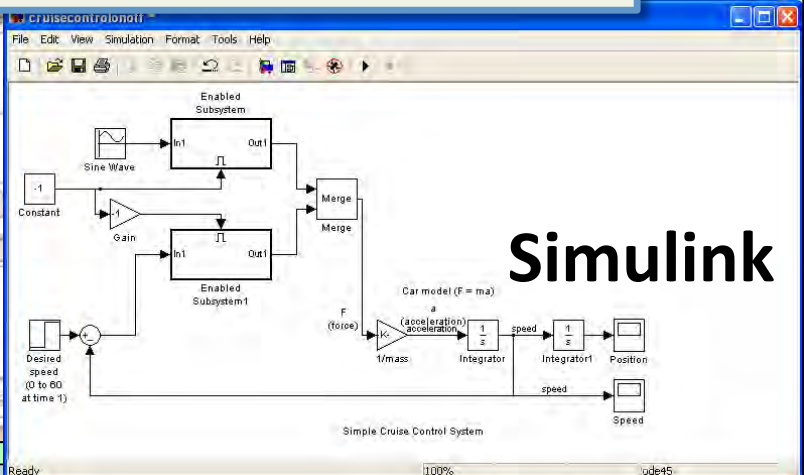 cruisecontrolonoff *
File Edit View Simulation Format Tools Help
Enabled
Subsystem
In1
Out1
Sine Wave
-1
Constant
-1
Gain
Merge
Merge
In1
Out1
Enabled
Subsystem1
Simulink
Car model (F = ma)
F
(force)
a
(acceleration)
acceleration
-K-
1/mass
1
s
Integrator
speed
1
s
Integrator1
Position
+
-
Desired
speed
(0 to 60
at time 1)
speed
Speed
Simple Cruise Control System
Ready
100%
ode45